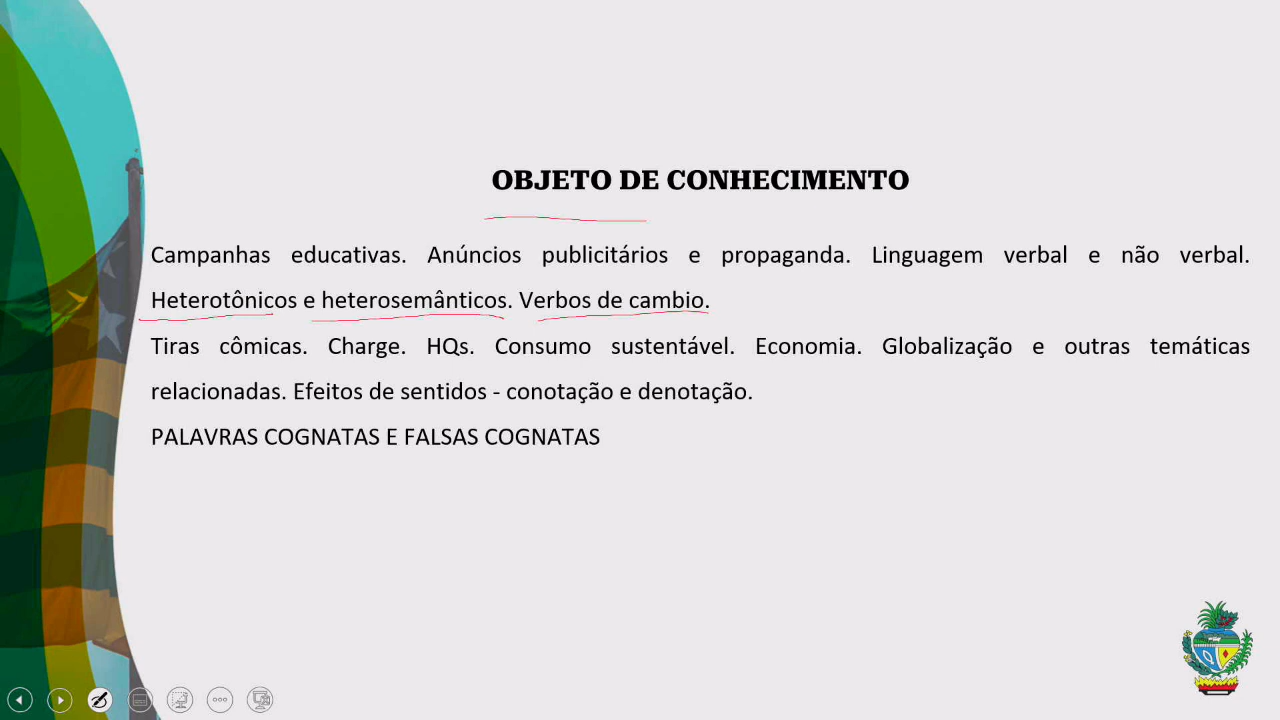 OBJETO DE CONHECIMENTO
Campanhas educativas. Anúncios publicitários e propaganda. Linguagem verbal e não verbal.
Heterotônicos e heterosemânticos. Verbos de cambio.
Tiras cômicas. Charge. HQs. Consumo sustentável. Economia. Globalização e outras temáticas
relacionadas. Efeitos de sentidos - conotação e denotação.
PALAVRAS COGNATAS E FALSAS COGNATAS